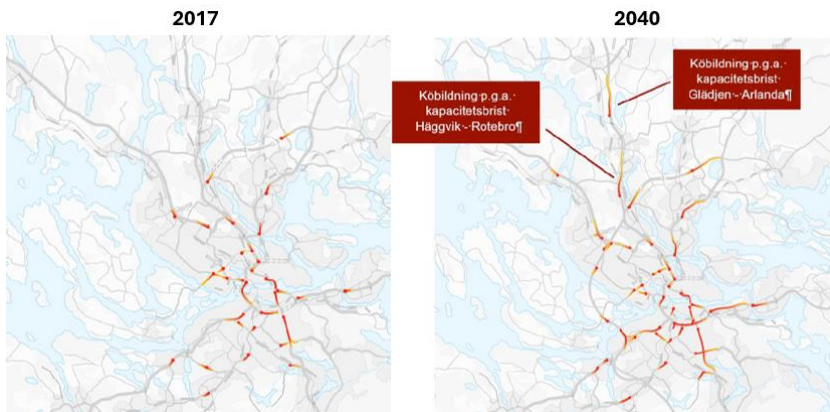 2017
2040
Köbildning·p.g.a.·
kapacitetsbrist·
Häggvik·-·Rotebro¶
Köbildning·p.g.a.·
kapacitetsbrist·
Glädjen·-·Arlanda¶